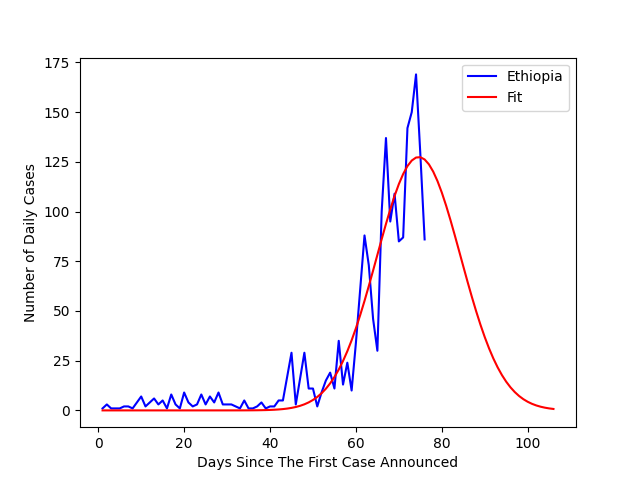 Ethiopia
Fit
Number of Daily Cases
175
150
125
100
75
50
25
0
0 20 40 60 80 100
Days Since The First Case Announced